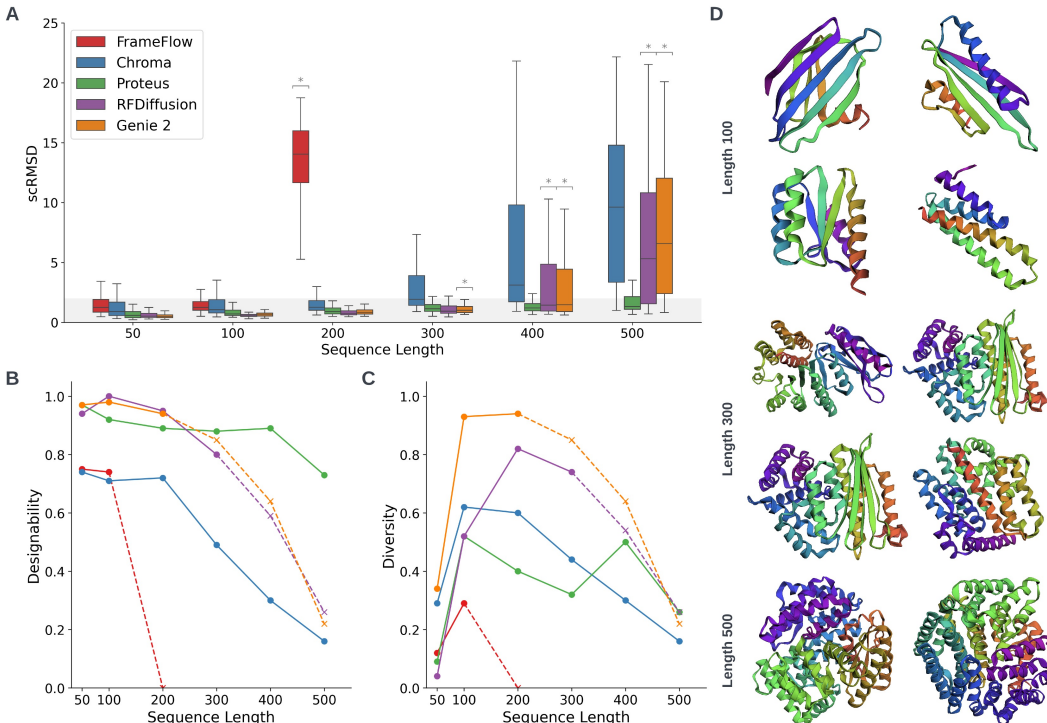 A
25
20
15
10
5
0
scRMSD
FrameFlow
Chroma
Proteus
RFDiffusion
Genie 2
*
*
*
*
*
*
50
100
200
300
400
500
Sequence Length
B
1.0
0.8
0.6
0.4
0.2
0.0
Designability
50 100 200 300 400 500
Sequence Length
C
1.0
0.8
0.6
0.4
0.2
0.0
Diversity
50 100 200 300 400 500
Sequence Length
D
Length 100
Length 300
Length 500